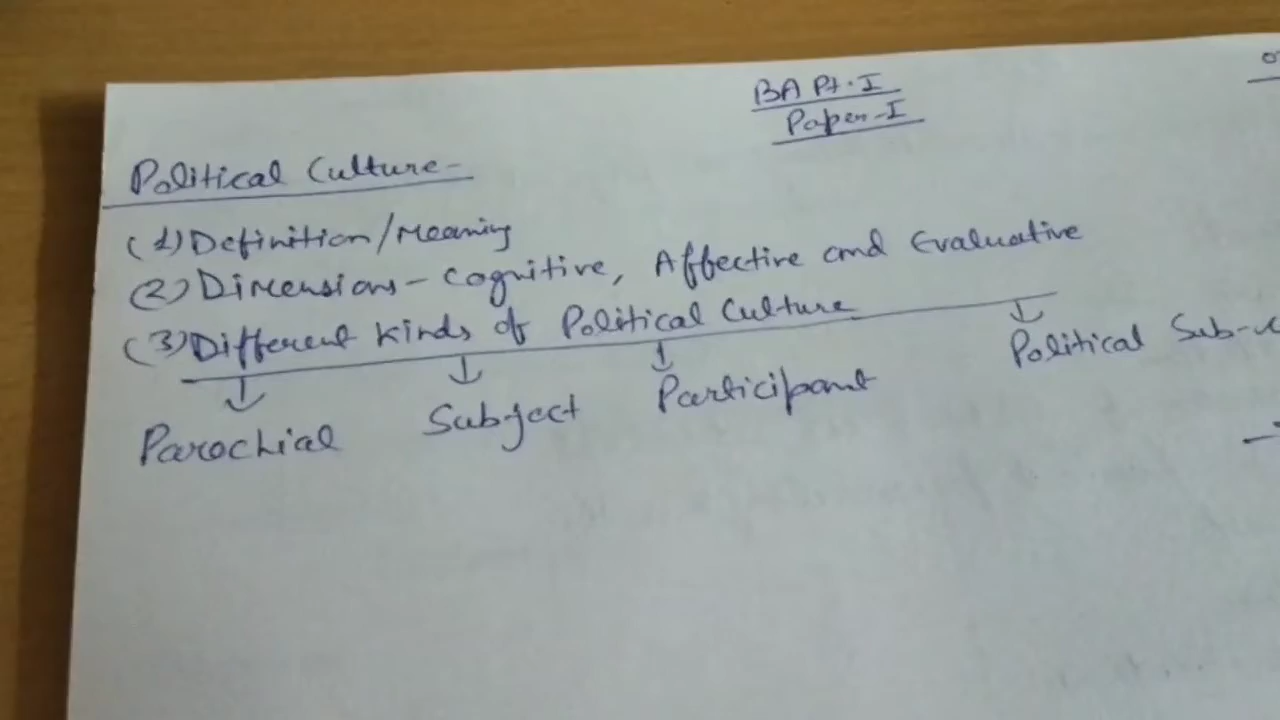 BA Pt. I
Paper-I
Political Culture-
(1) Definition/Meaning
(2) Dimensions - Cognitive, Affective and Evaluative
(3) Different Kinds of Political Culture
Parochial Subject Participant Political Sub-